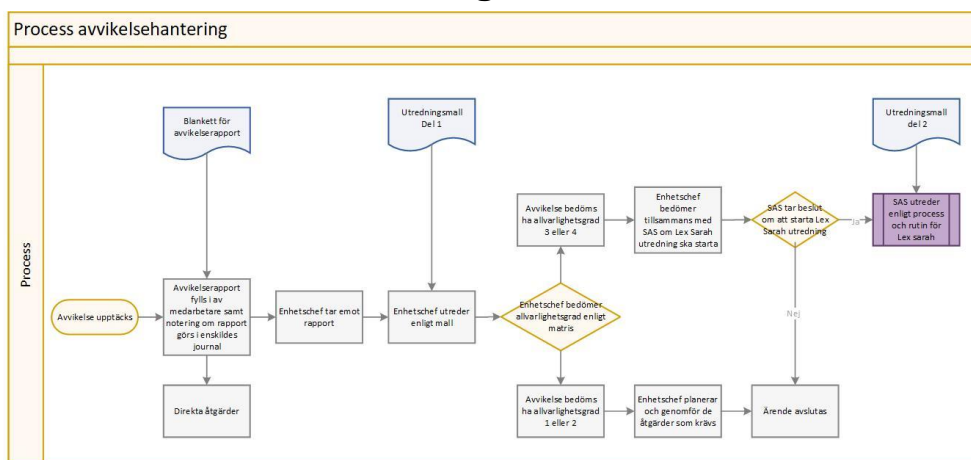 Process avvikelsehantering
Process
Blankett för
avvikelserapport
Utredningsmall
Del 1
Utredningsmall
del 2
Avvikelse bedöms
ha allvarlighetsgrad
3 eller 4
Enhetschef
bedömer
tillsammans med
SAS om Lex Sarah
utredning ska starta
SAS tar beslut
om att starta Lex
Sarah utredning
Ja
SAS utreder
enligt process
och rutin för
Lex sarah
Avvikelse upptäcks
Avvikelserapport
fylls i av
medarbetare samt
notering om rapport
görs i enskildes
journal
Enhetschef tar emot
rapport
Enhetschef utreder
enligt mall
Enhetschef bedömer
allvarlighetsgrad enligt
matris
Nej
Direkta åtgärder
Avvikelse bedöms
ha allvarlighetsgrad
1 eller 2
Enhetschef planerar
och genomför de
åtgärder som krävs
Ärende avslutas